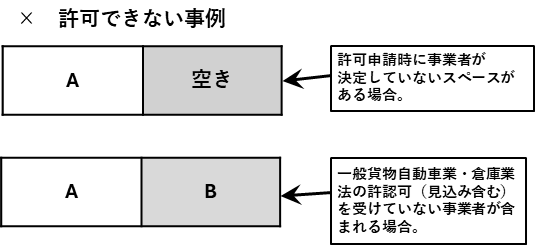 × 許可できない事例
A
空き
許可申請時に事業者が
決定していないスペースが
ある場合。
A
B
一般貨物自動車業・倉庫業
法の許認可（見込み含む）
を受けていない事業者が含
まれる場合。